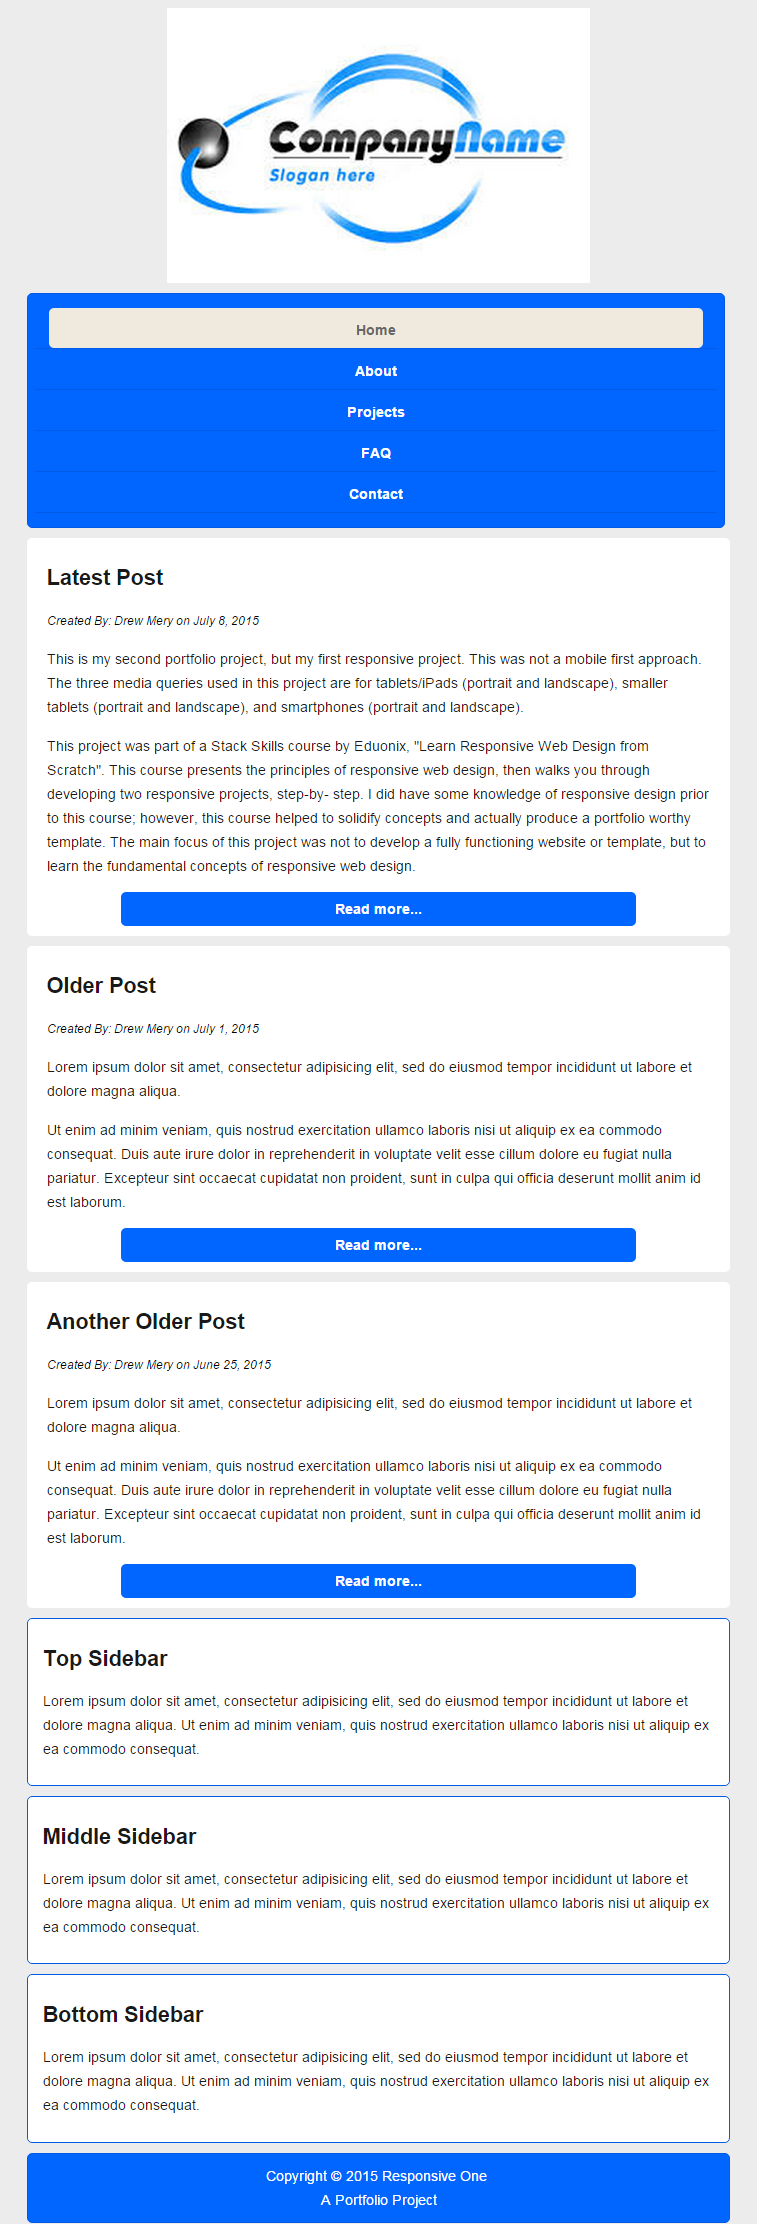 CompanyName
Slogan here
Home
About
Projects
FAQ
Contact
Latest Post
Created By: Drew Mery on July 8, 2015
This is my second portfolio project, but my first responsive project. This was not a mobile first approach.
The three media queries used in this project are for tablets/iPads (portrait and landscape), smaller
tablets (portrait and landscape), and smartphones (portrait and landscape).
This project was part of a Stack Skills course by Eduonix, "Learn Responsive Web Design from
Scratch". This course presents the principles of responsive web design, then walks you through
developing two responsive projects, step-by- step. I did have some knowledge of responsive design prior
to this course; however, this course helped to solidify concepts and actually produce a portfolio worthy
template. The main focus of this project was not to develop a fully functioning website or template, but to
learn the fundamental concepts of responsive web design.
Read more...
Older Post
Created By: Drew Mery on July 1, 2015
Lorem ipsum dolor sit amet, consectetur adipisicing elit, sed do eiusmod tempor incididunt ut labore et
dolore magna aliqua.
Ut enim ad minim veniam, quis nostrud exercitation ullamco laboris nisi ut aliquip ex ea commodo
consequat. Duis aute irure dolor in reprehenderit in voluptate velit esse cillum dolore eu fugiat nulla
pariatur. Excepteur sint occaecat cupidatat non proident, sunt in culpa qui officia deserunt mollit anim id
est laborum.
Read more...
Another Older Post
Created By: Drew Mery on June 25, 2015
Lorem ipsum dolor sit amet, consectetur adipisicing elit, sed do eiusmod tempor incididunt ut labore et
dolore magna aliqua.
Ut enim ad minim veniam, quis nostrud exercitation ullamco laboris nisi ut aliquip ex ea commodo
consequat. Duis aute irure dolor in reprehenderit in voluptate velit esse cillum dolore eu fugiat nulla
pariatur. Excepteur sint occaecat cupidatat non proident, sunt in culpa qui officia deserunt mollit anim id
est laborum.
Read more...
Top Sidebar
Lorem ipsum dolor sit amet, consectetur adipisicing elit, sed do eiusmod tempor incididunt ut labore et
dolore magna aliqua. Ut enim ad minim veniam, quis nostrud exercitation ullamco laboris nisi ut aliquip ex
ea commodo consequat.
Middle Sidebar
Lorem ipsum dolor sit amet, consectetur adipisicing elit, sed do eiusmod tempor incididunt ut labore et
dolore magna aliqua. Ut enim ad minim veniam, quis nostrud exercitation ullamco laboris nisi ut aliquip ex
ea commodo consequat.
Bottom Sidebar
Lorem ipsum dolor sit amet, consectetur adipisicing elit, sed do eiusmod tempor incididunt ut labore et
dolore magna aliqua. Ut enim ad minim veniam, quis nostrud exercitation ullamco laboris nisi ut aliquip ex
ea commodo consequat.
Copyright © 2015 Responsive One
A Portfolio Project